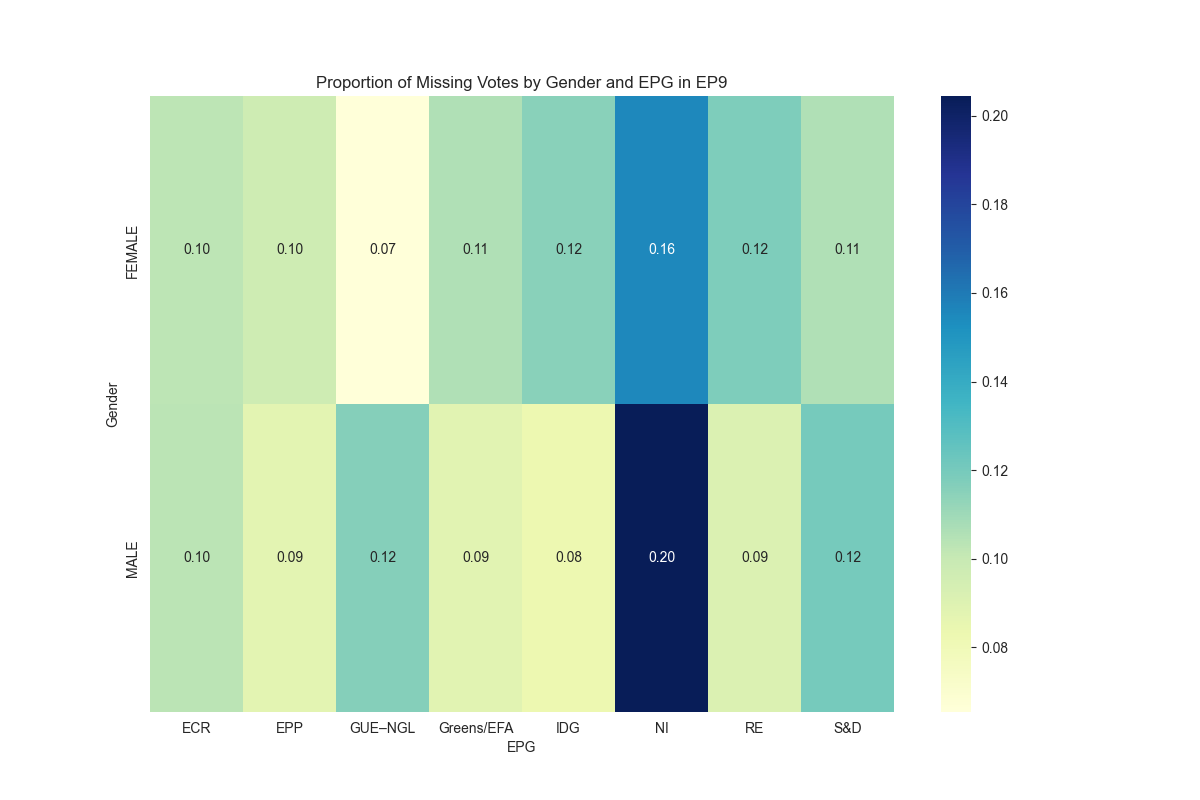 Proportion of Missing Votes by Gender and EPG in EP9
Gender
FEMALE
0.10 0.10 0.07 0.11 0.12 0.16 0.12 0.11
MALE
0.10 0.09 0.12 0.09 0.08 0.20 0.09 0.12
ECR EPP GUE–NGL Greens/EFA IDG NI RE S&D
EPG
0.20
0.18
0.16
0.14
0.12
0.10
0.08